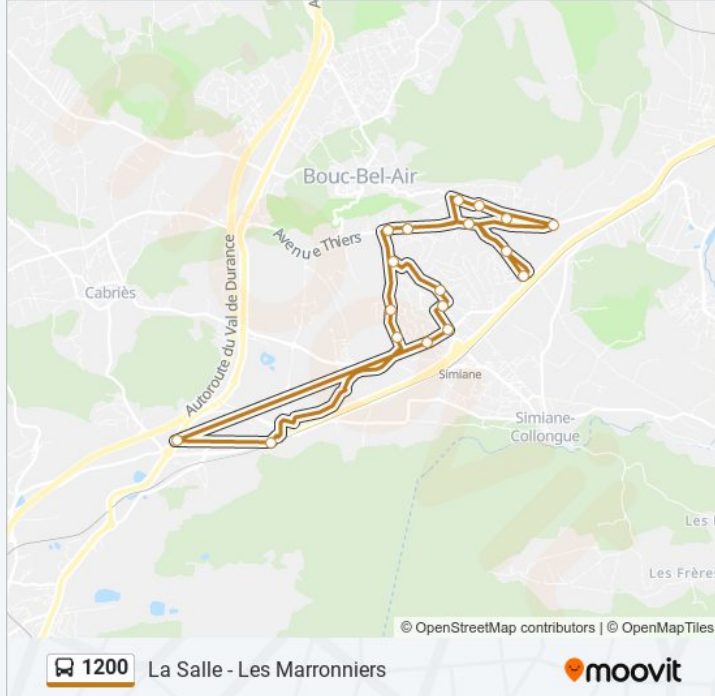 A
Bouc-Bel-Air
Avenue Thiers
Autoroute du Val de Durance
Cabriès
Simiane
Simiane-
Collongue
Les
Les Frère
© OpenStreetMap contributors | © OpenMapTiles
1200 La Salle - Les Marronniers
moovit